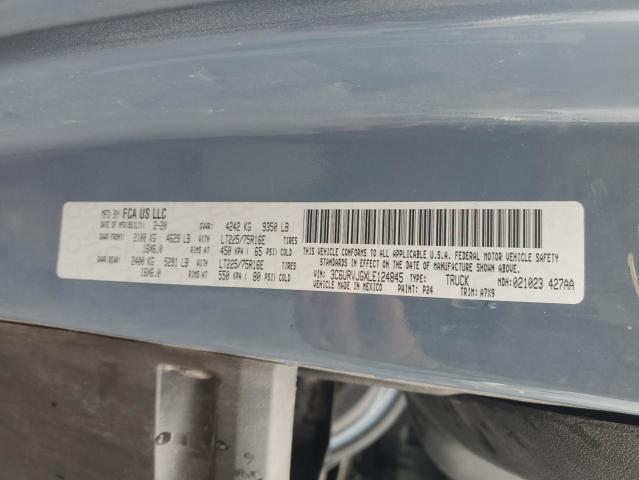 MFD BY FCA US LLC
DATE OF MFR(BUILT): 2-20 GVWR: 4242 KG 9350 LB
GAWR FRONT: 2100 KG 4629 LB WITH LT225/75R16E TIRES
16X6.0 RIMS AT 450 KPA ( 65 PSI) COLD
GAWR REAR: 2400 KG 5291 LB WITH LT225/75R16E TIRES
16X6.0 RIMS AT 550 KPA ( 80 PSI) COLD
THIS VEHICLE CONFORMS TO ALL APPLICABLE U.S.A. FEDERAL MOTOR VEHICLE SAFETY
STANDARDS IN EFFECT ON THE DATE OF MANUFACTURE SHOWN ABOVE.
VIN: 3C6URVJGXLE124845 TYPE: TRUCK MDH:021023 427AA
VEHICLE MADE IN MEXICO PAINT: P24 TRIM: A7X9